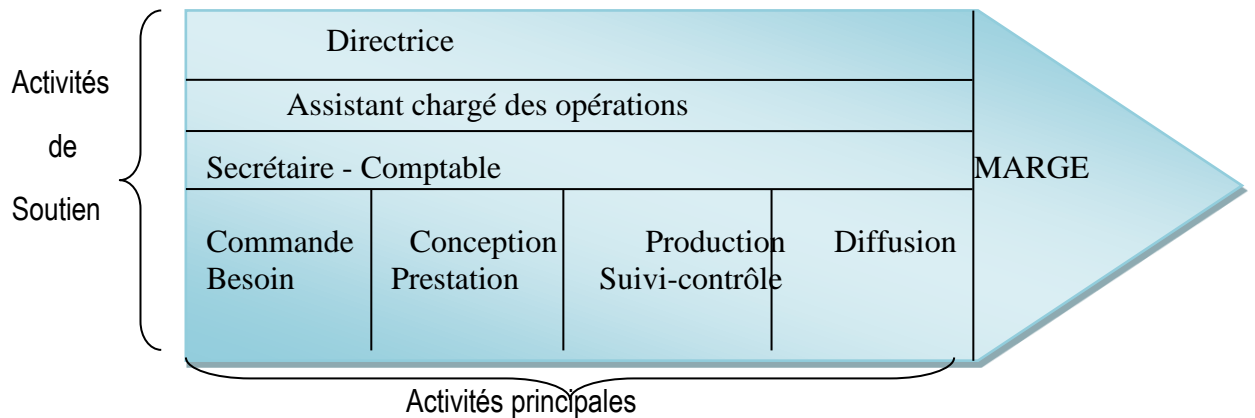 Directrice
Activités
de
Soutien
Assistant chargé des opérations
Secrétaire - Comptable
MARGE
Commande Conception Production Diffusion
Besoin Prestation Suivi-contrôle
Activités principales